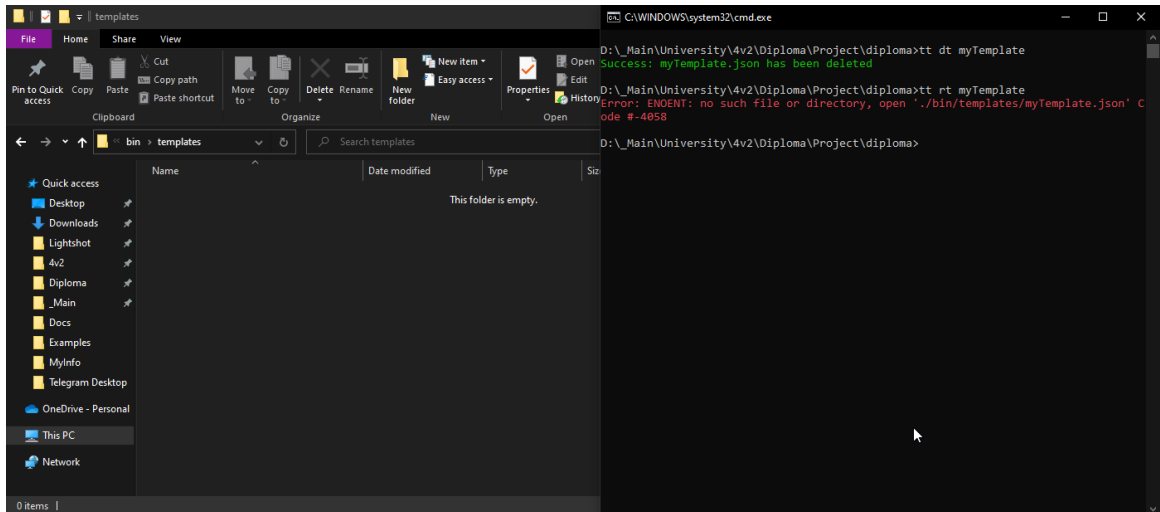 templates
File Home Share View
Pin to Quick access
Copy
Paste
Cut
Copy path
Paste shortcut
Clipboard
Move to
Copy to
Delete
Rename
Organize
New folder
New item
Easy access
New
Properties
Open
Edit
History
Open
« bin › templates
Search templates
Name Date modified Type Siz
This folder is empty.
Quick access
Desktop
Downloads
Lightshot
4v2
Diploma
_Main
Docs
Examples
MyInfo
Telegram Desktop
OneDrive - Personal
This PC
Network
0 items
C:\WINDOWS\system32\cmd.exe
D:\_Main\University\4v2\Diploma\Project\diploma>tt dt myTemplate
Success: myTemplate.json has been deleted
D:\_Main\University\4v2\Diploma\Project\diploma>tt rt myTemplate
Error: ENOENT: no such file or directory, open './bin/templates/myTemplate.json' C
ode #-4058
D:\_Main\University\4v2\Diploma\Project\diploma>